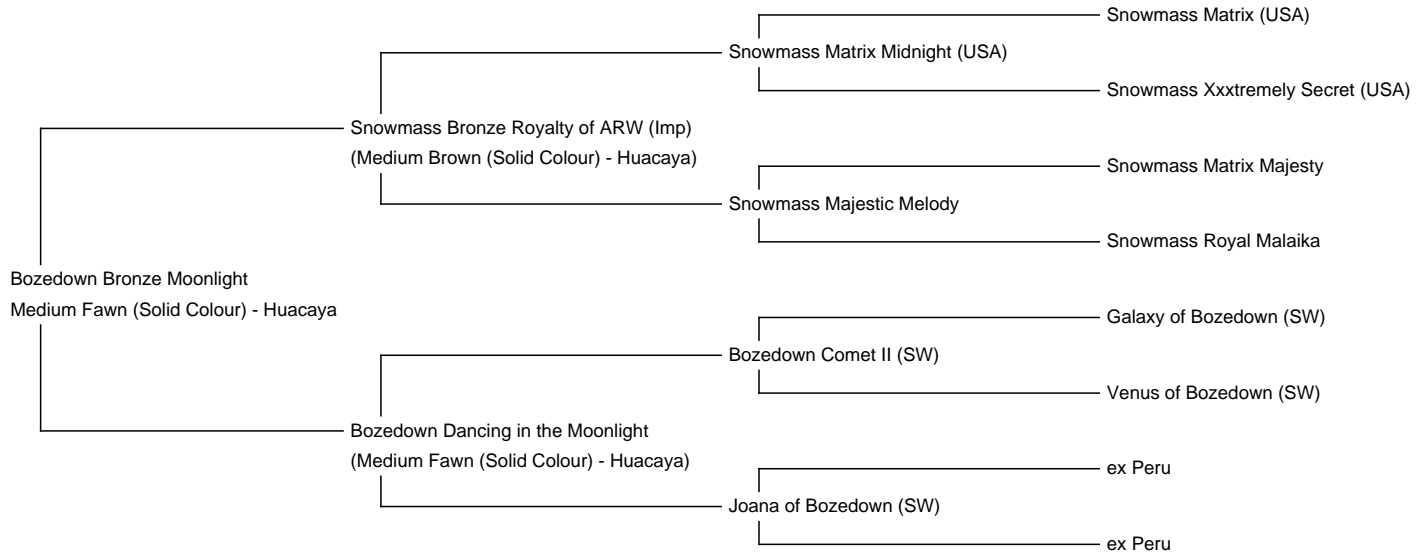 Snowmass Matrix (USA)
Snowmass Matrix Midnight (USA)
Snowmass Xxxtremely Secret (USA)
Snowmass Bronze Royalty of ARW (Imp)
(Medium Brown (Solid Colour) - Huacaya)
Snowmass Matrix Majesty
Snowmass Majestic Melody
Snowmass Royal Malaika
Bozedown Bronze Moonlight
Medium Fawn (Solid Colour) - Huacaya
Galaxy of Bozedown (SW)
Bozedown Comet II (SW)
Venus of Bozedown (SW)
Bozedown Dancing in the Moonlight
(Medium Fawn (Solid Colour) - Huacaya)
ex Peru
Joana of Bozedown (SW)
ex Peru